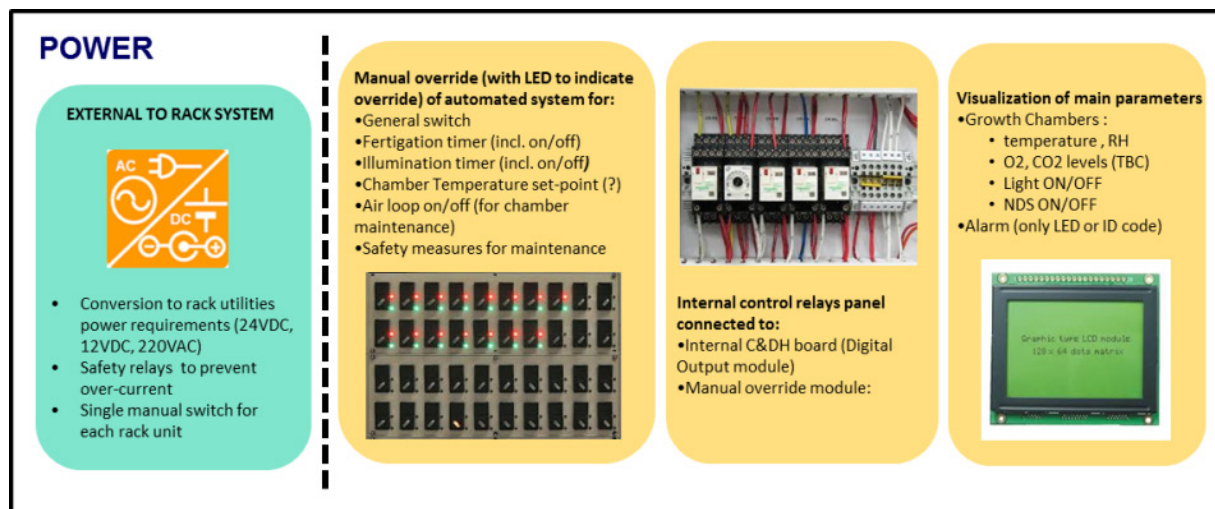 POWER
EXTERNAL TO RACK SYSTEM
AC
DC
• Conversion to rack utilities
power requirements (24VDC,
12VDC, 220VAC)
• Safety relays to prevent
over-current
• Single manual switch for
each rack unit
Manual override (with LED to indicate
override) of automated system for:
•General switch
•Fertigation timer (incl. on/off)
•Illumination timer (incl. on/off)
•Chamber Temperature set-point (?)
•Air loop on/off (for chamber
maintenance)
•Safety measures for maintenance
Internal control relays panel
connected to:
•Internal C&DH board (Digital
Output module)
•Manual override module:
Visualization of main parameters
•Growth Chambers :
• temperature , RH
• O2, CO2 levels (TBC)
• Light ON/OFF
• NDS ON/OFF
•Alarm (only LED or ID code)
Graphic type LCD module
128 x 64 data matrix